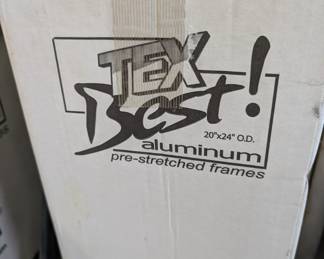 TEX
Best!
20"x24" O.D.
aluminum
pre-stretched frames